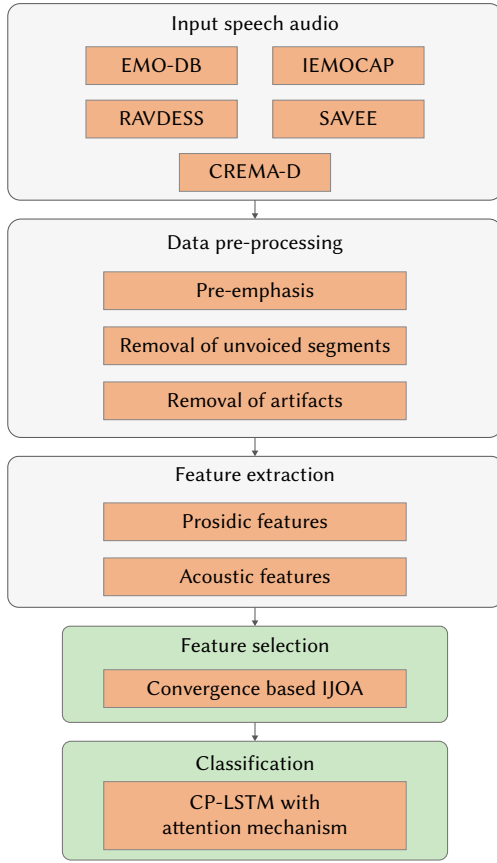 Input speech audio
EMO-DB
IEMOCAP
RAVDESS
SAVEE
CREMA-D
Data pre-processing
Pre-emphasis
Removal of unvoiced segments
Removal of artifacts
Feature extraction
Prosidic features
Acoustic features
Feature selection
Convergence based IJOA
Classification
CP-LSTM with
attention mechanism